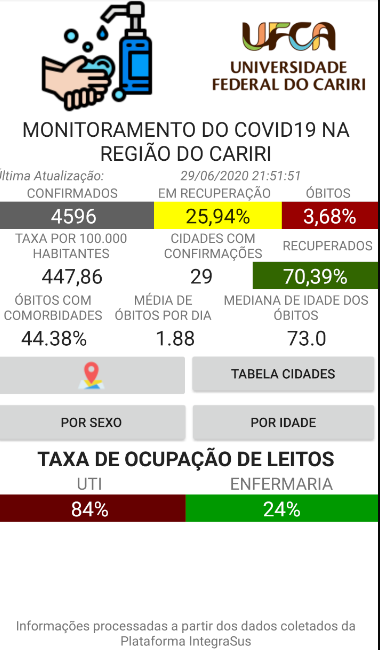 UFCA
UNIVERSIDADE
FEDERAL DO CARIRI
MONITORAMENTO DO COVID19 NA
REGIÃO DO CARIRI
Última Atualização: 29/06/2020 21:51:51
CONFIRMADOS EM RECUPERAÇÃO ÓBITOS
4596 25,94% 3,68%
TAXA POR 100.000
HABITANTES
CIDADES COM
CONFIRMAÇÕES
RECUPERADOS
447,86 29 70,39%
ÓBITOS COM
COMORBIDADES
MÉDIA DE
ÓBITOS POR DIA
MEDIANA DE IDADE DOS
ÓBITOS
44.38% 1.88 73.0
TABELA CIDADES
POR SEXO POR IDADE
TAXA DE OCUPAÇÃO DE LEITOS
UTI ENFERMARIA
84% 24%
Informações processadas a partir dos dados coletados da
Plataforma IntegraSus